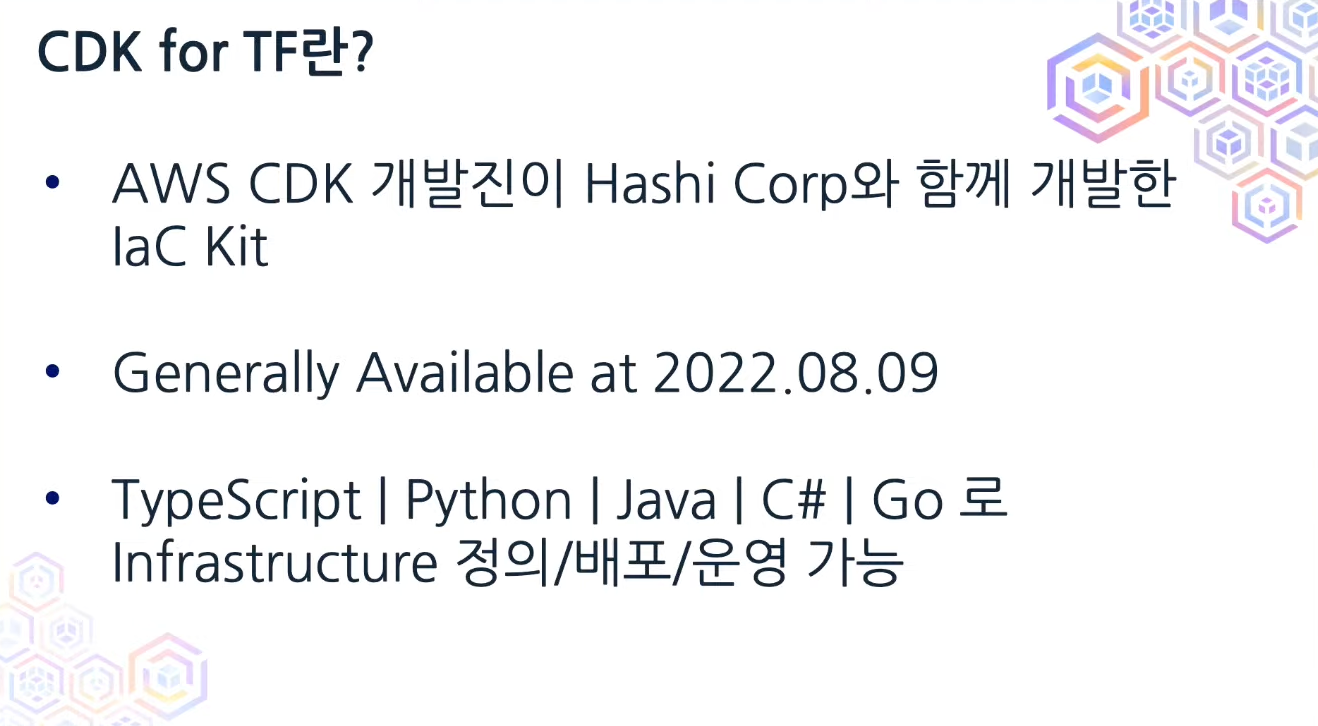 CDK for TF란?
• AWS CDK 개발진이 Hashi Corp와 함께 개발한
IaC Kit
• Generally Available at 2022.08.09
• TypeScript | Python | Java | C# | Go 로
Infrastructure 정의/배포/운영 가능